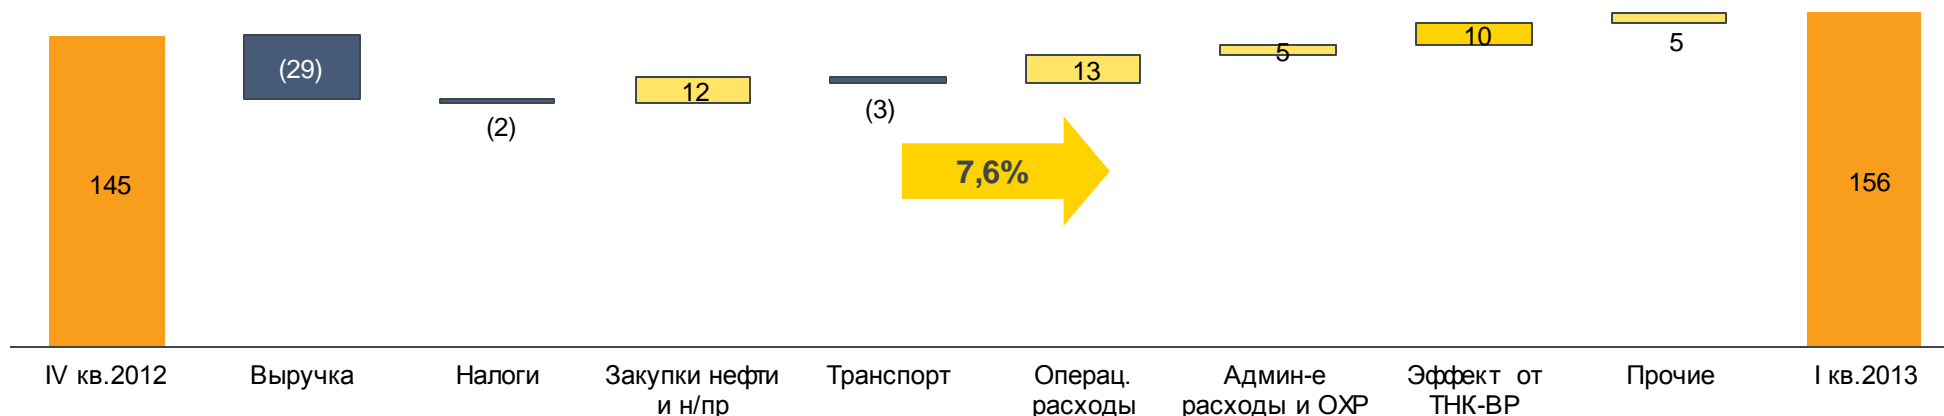 (29)
(2)
12
(3)
13
5
10
5
145
7,6%
156
IV кв.2012
Выручка
Налоги
Закупки нефти
и н/пр
Транспорт
Операц.
расходы
Админ-е
расходы и ОХР
Эффект от
ТНК-ВР
Прочие
I кв.2013